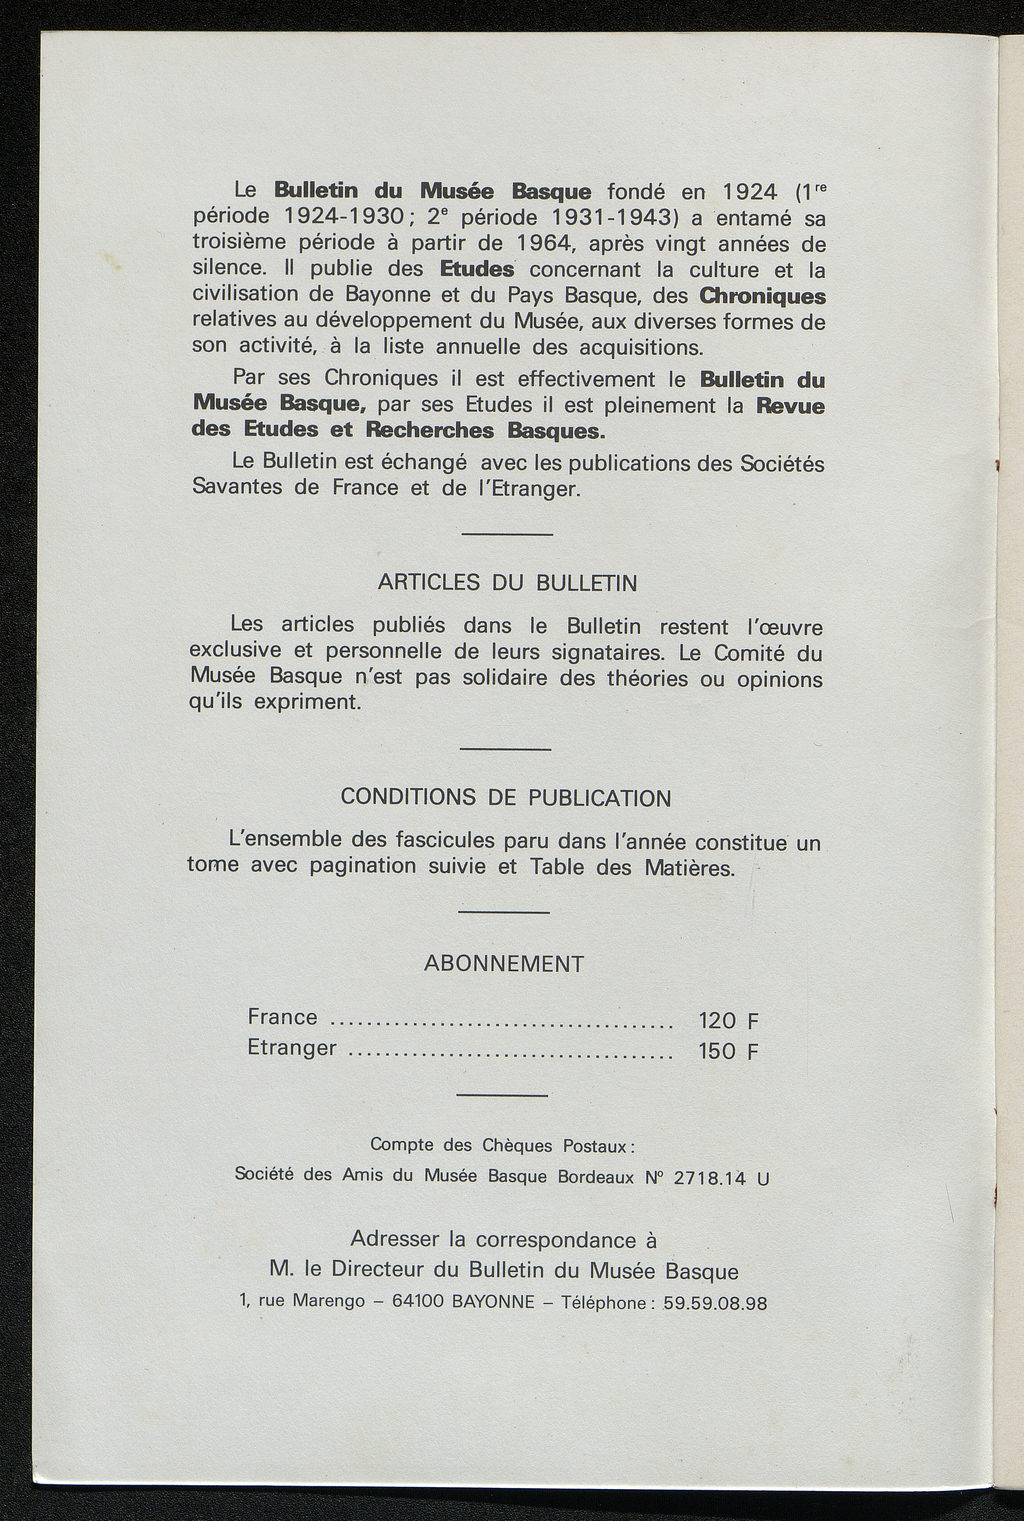 Le Bulletin du Musée Basque fondé en 1924 (1re
période 1924-1930 ; 2e période 1931-1943) a entamé sa
troisième période à partir de 1964, après vingt années de
silence. Il publie des Etudes concernant la culture et la
civilisation de Bayonne et du Pays Basque, des Chroniques
relatives au développement du Musée, aux diverses formes de
son activité, à la liste annuelle des acquisitions.
Par ses Chroniques il est effectivement le Bulletin du
Musée Basque, par ses Etudes il est pleinement la Revue
des Etudes et Recherches Basques.
Le Bulletin est échangé avec les publications des Sociétés
Savantes de France et de l'Etranger.
ARTICLES DU BULLETIN
Les articles publiés dans le Bulletin restent l'œuvre
exclusive et personnelle de leurs signataires. Le Comité du
Musée Basque n'est pas solidaire des théories ou opinions
qu'ils expriment.
CONDITIONS DE PUBLICATION
L'ensemble des fascicules paru dans l'année constitue un
tome avec pagination suivie et Table des Matières.
ABONNEMENT
France ...................................... 120 F
Etranger .................................... 150 F
Compte des Chèques Postaux :
Société des Amis du Musée Basque Bordeaux N° 2718.14 U
Adresser la correspondance à
M. le Directeur du Bulletin du Musée Basque
1, rue Marengo – 64100 BAYONNE – Téléphone : 59.59.08.98